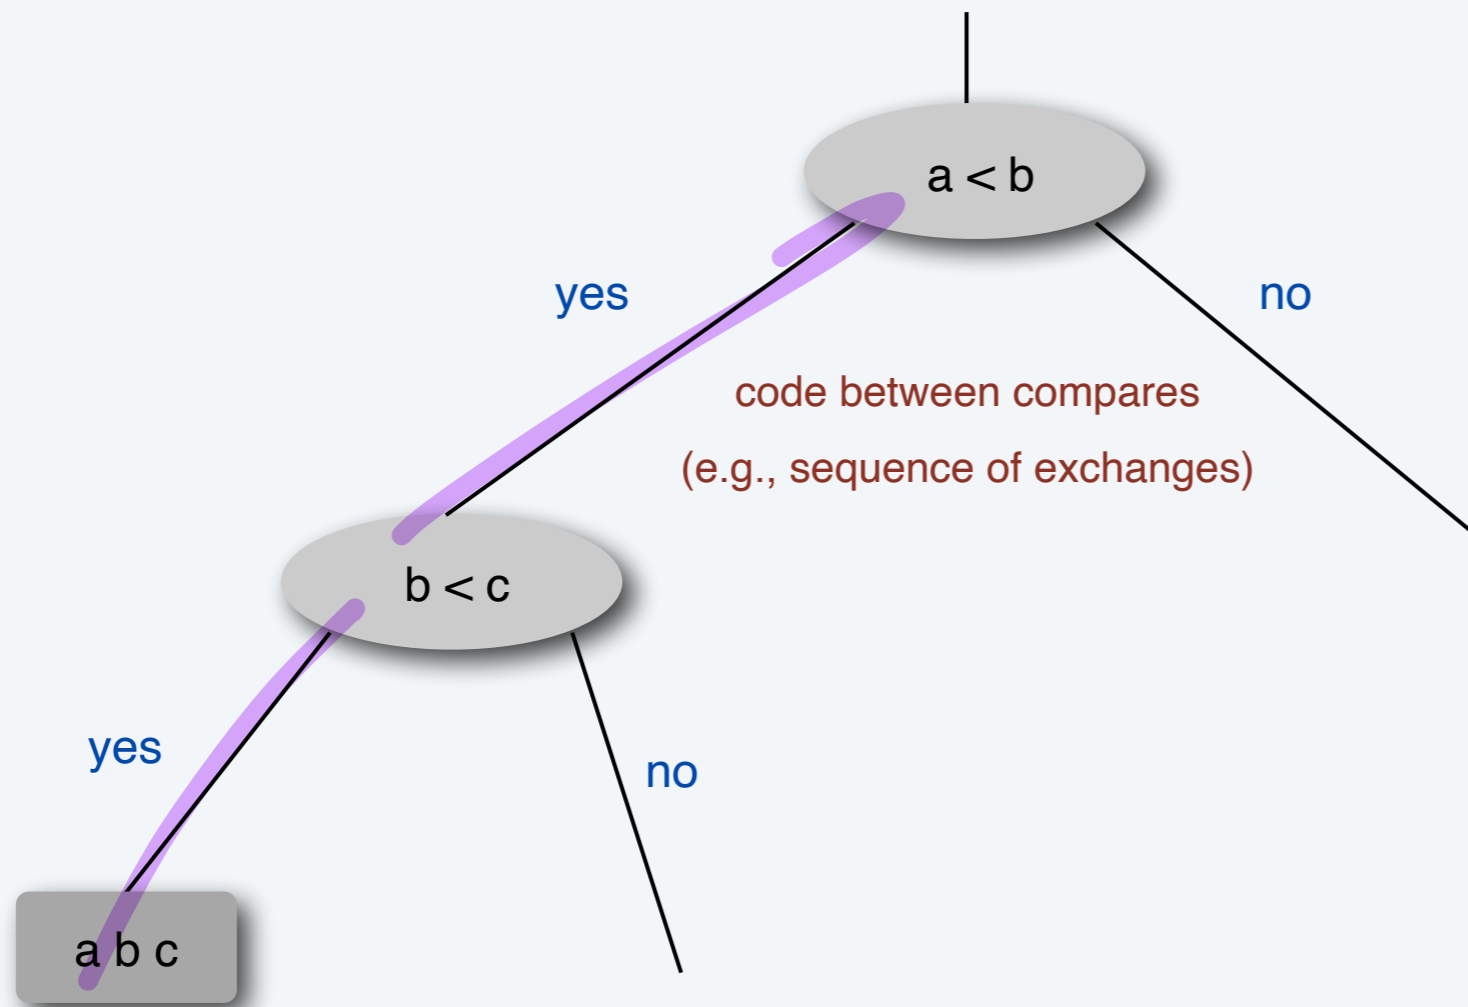 a < b
yes
no
code between compares
(e.g., sequence of exchanges)
b < c
yes
no
a b c